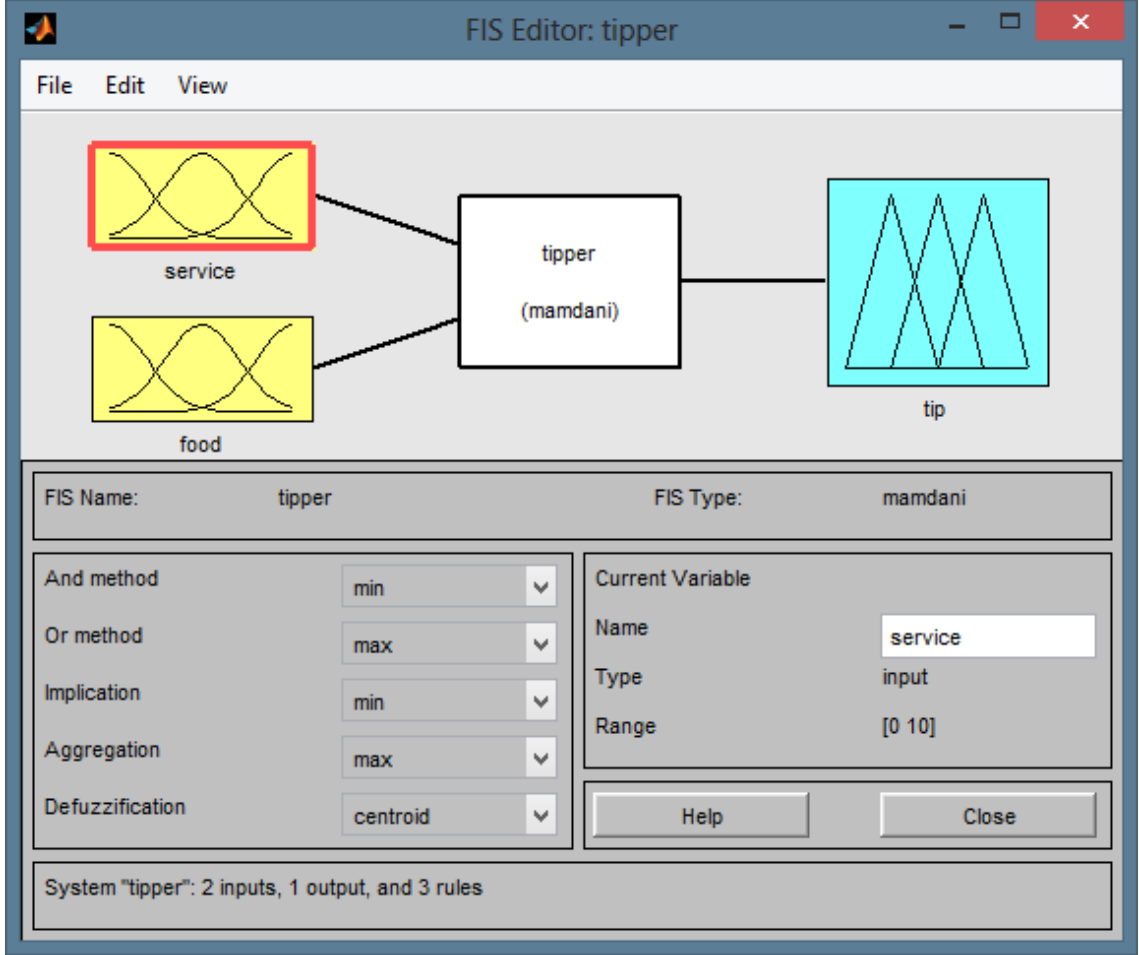 FIS Editor: tipper
File Edit View
service
food
tipper
(mamdani)
tip
FIS Name: tipper FIS Type: mamdani
And method min
Or method max
Implication min
Aggregation max
Defuzzification centroid
Current Variable
Name service
Type input
Range [0 10]
Help Close
System "tipper": 2 inputs, 1 output, and 3 rules